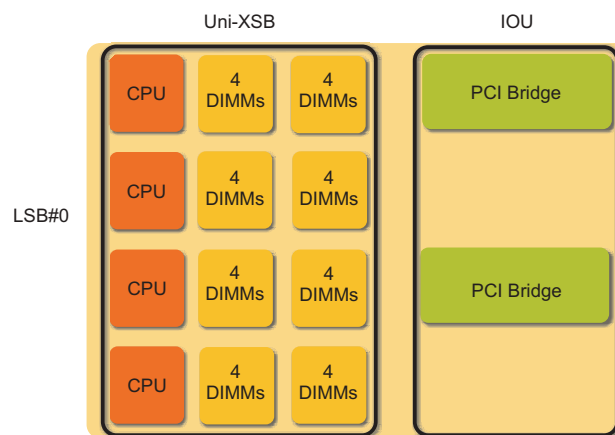 Uni-XSB IOU
CPU 4 DIMMs 4 DIMMs PCI Bridge
CPU 4 DIMMs 4 DIMMs
LSB#0
CPU 4 DIMMs 4 DIMMs PCI Bridge
CPU 4 DIMMs 4 DIMMs